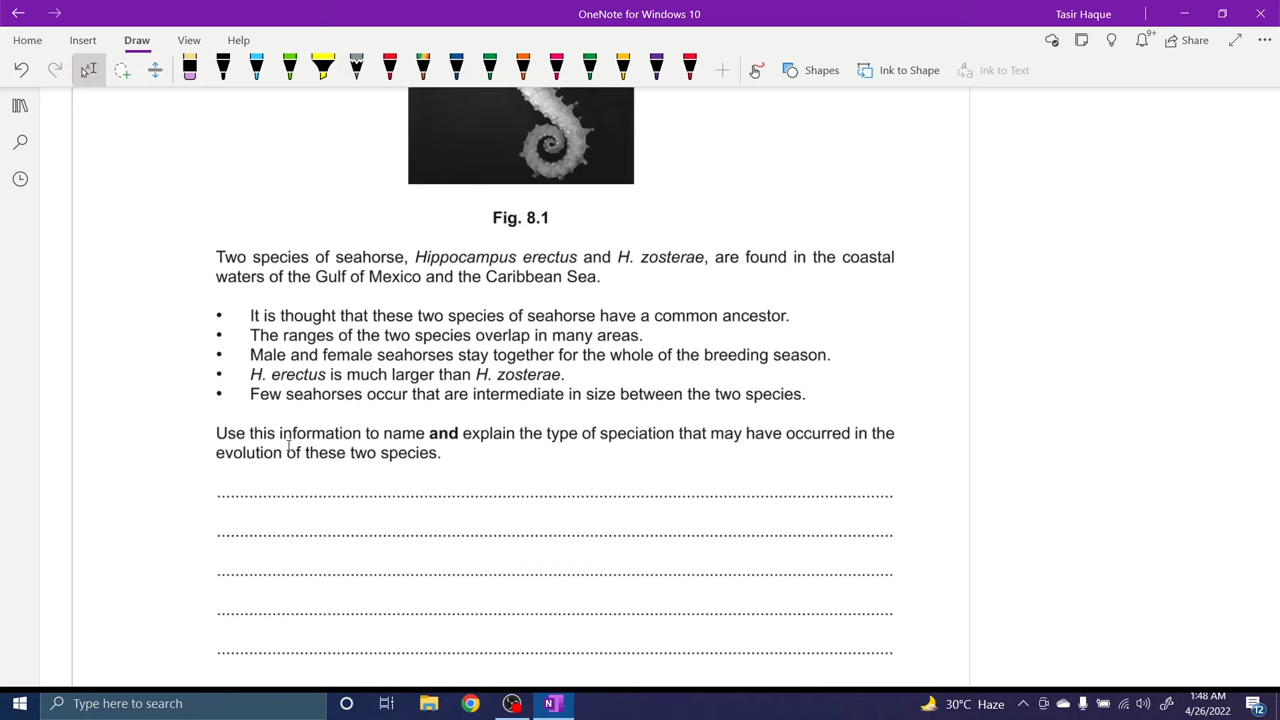 OneNote for Windows 10
Tasir Haque
Home Insert Draw View Help
9+
Share
Shapes
Ink to Shape
Ink to Text
Fig. 8.1
Two species of seahorse, Hippocampus erectus and H. zosterae, are found in the coastal
waters of the Gulf of Mexico and the Caribbean Sea.
• It is thought that these two species of seahorse have a common ancestor.
• The ranges of the two species overlap in many areas.
• Male and female seahorses stay together for the whole of the breeding season.
• H. erectus is much larger than H. zosterae.
• Few seahorses occur that are intermediate in size between the two species.
Use this information to name and explain the type of speciation that may have occurred in the
evolution of these two species.
Type here to search
30°C Haze
1:48 AM
4/26/2022
12